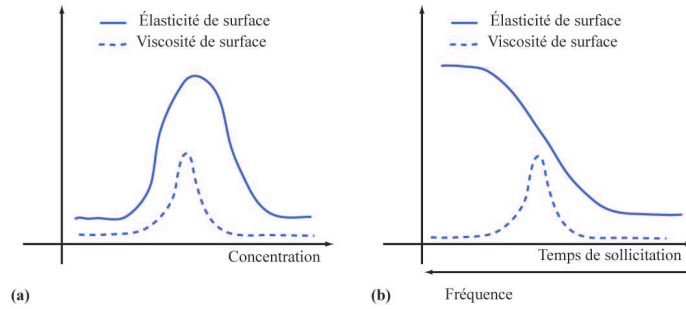 Élasticité de surface
Viscosité de surface
Concentration
(a)
Élasticité de surface
Viscosité de surface
Temps de sollicitation
Fréquence
(b)